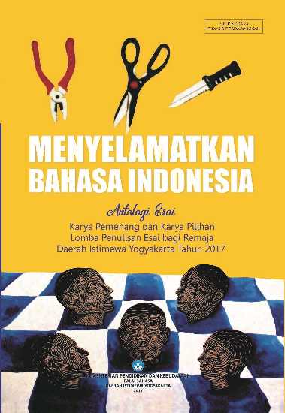 MENYELAMATKAN
BAHASA INDONESIA
Antologi Esai
Karya Pemenang dan Karya Pilihan
Lomba Penulisan Esai bagi Remaja
Daerah Istimewa Yogyakarta Tahun 2017